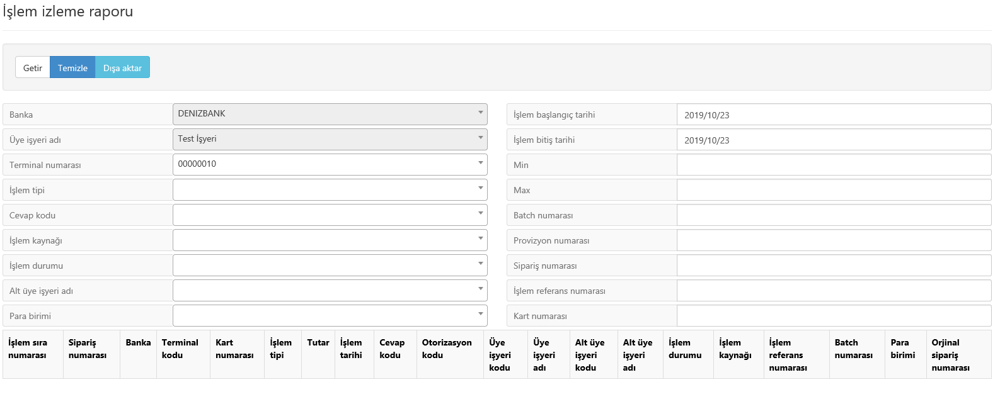 İşlem izleme raporu
Getir Temizle Dışa aktar
Banka DENIZBANK
Üye işyeri adı Test İşyeri
Terminal numarası 00000010
İşlem tipi
Cevap kodu
İşlem kaynağı
İşlem durumu
Alt üye işyeri adı
Para birimi
İşlem başlangıç tarihi 2019/10/23
İşlem bitiş tarihi 2019/10/23
Min
Max
Batch numarası
Provizyon numarası
Sipariş numarası
İşlem referans numarası
Kart numarası
İşlem sıra numarası
Sipariş numarası
Banka
Terminal kodu
Kart numarası
İşlem tipi
Tutar
İşlem tarihi
Cevap kodu
Otorizasyon kodu
Üye işyeri kodu
Üye işyeri adı
Alt üye işyeri kodu
Alt üye işyeri adı
İşlem durumu
İşlem kaynağı
İşlem referans numarası
Batch numarası
Para birimi
Orjinal sipariş numarası